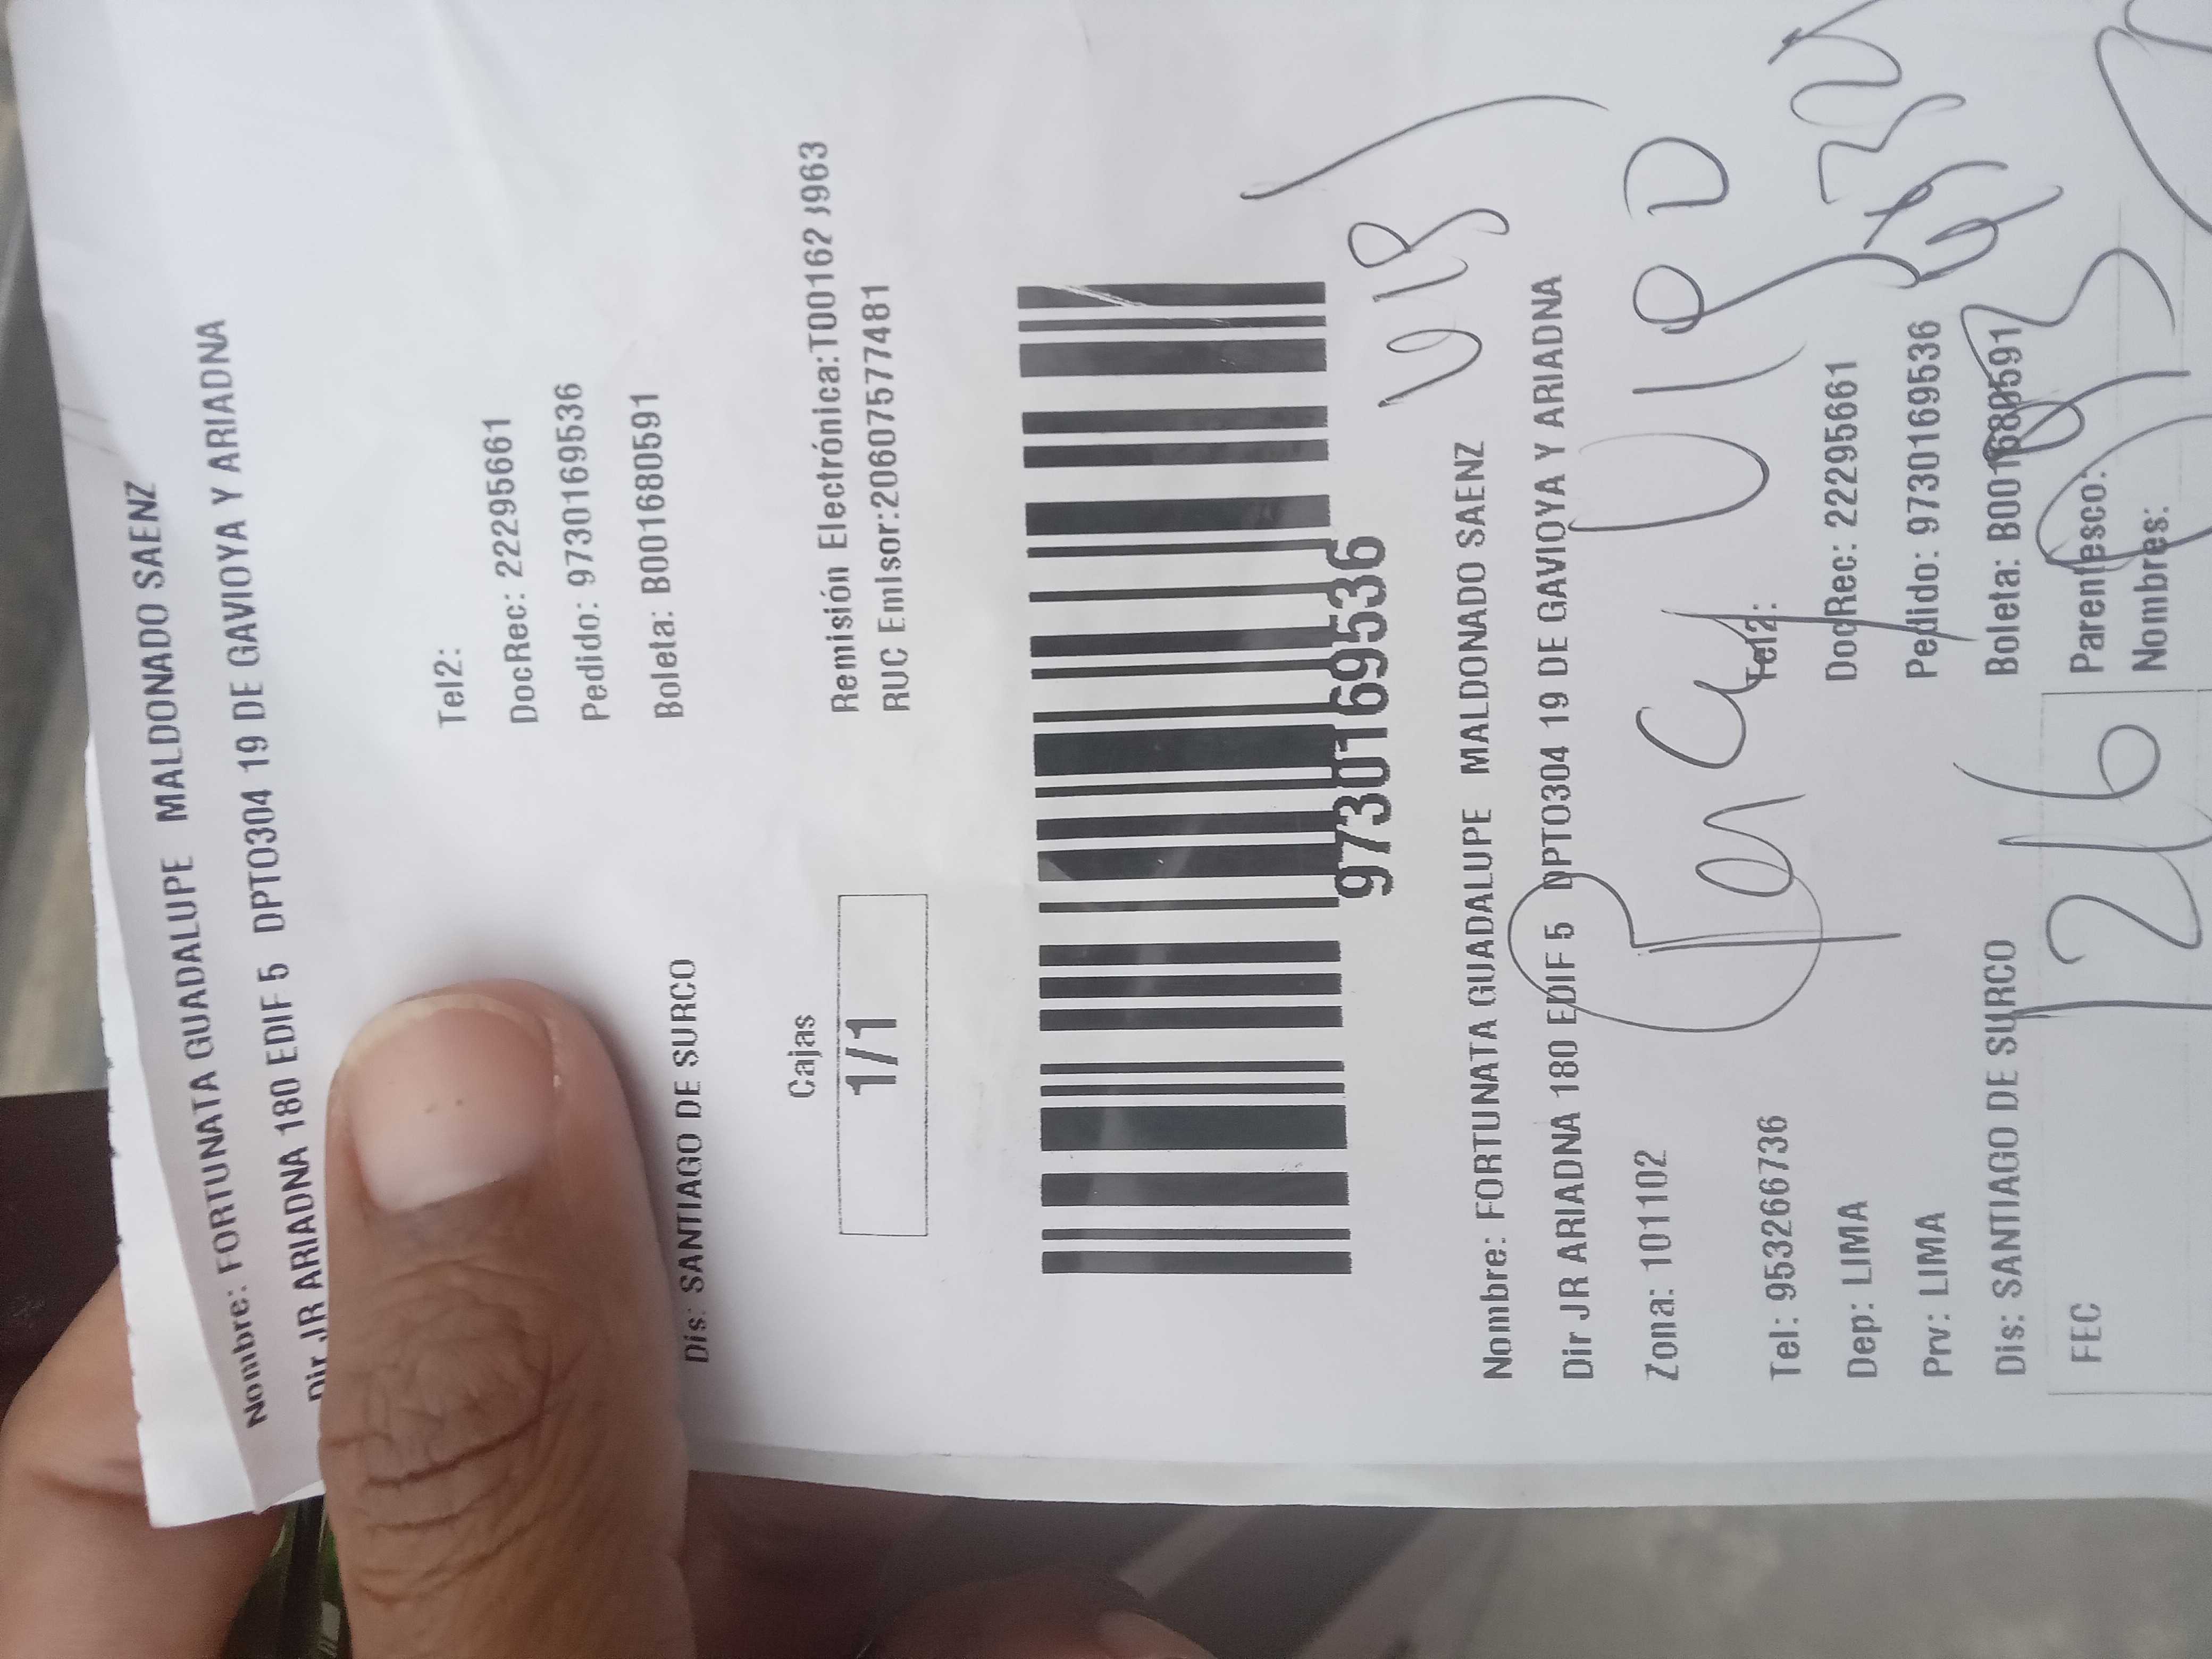 Nombre: FORTUNATA GUADALUPE MALDONADO SAENZ
Dir JR ARIADNA 180 EDIF 5 DPTO304 19 DE GAVIOYA Y ARIADNA
Tel2:
DocRec: 22295661
Pedido: 9730169536
Boleta: B001680591
Dis: SANTIAGO DE SURCO
Cajas
1/1
Remisión Electrónica:T00162 3963
RUC Emisor:20607577481
9730169536
Nombre: FORTUNATA GUADALUPE MALDONADO SAENZ
Dir JR ARIADNA 180 EDIF 5 DPTO304 19 DE GAVIOYA Y ARIADNA
Zona: 101102
Tel: 953266736
Tel2:
Dep: LIMA
DocRec: 22295661
Prv: LIMA
Pedido: 9730169536
Dis: SANTIAGO DE SURCO
Boleta: B001680591
FEC
Parentesco:
Nombres: